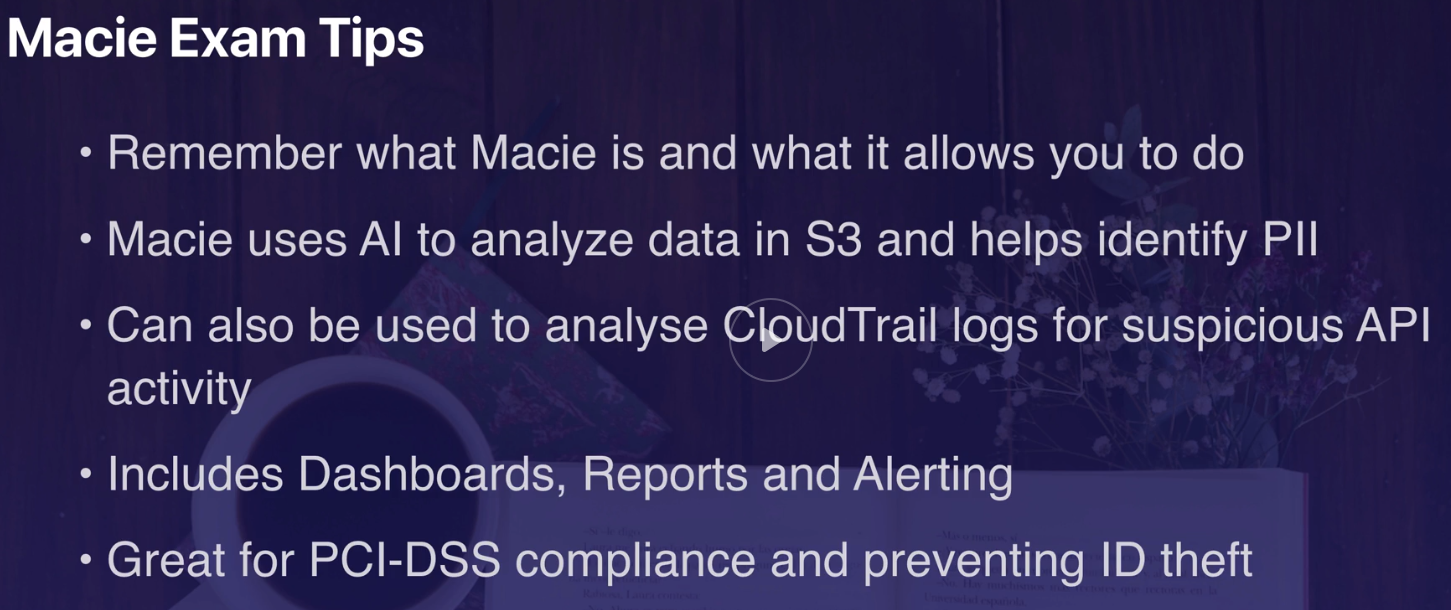 Macie Exam Tips
• Remember what Macie is and what it allows you to do
• Macie uses AI to analyze data in S3 and helps identify PII
• Can also be used to analyse CloudTrail logs for suspicious API
activity
• Includes Dashboards, Reports and Alerting
• Great for PCI-DSS compliance and preventing ID theft